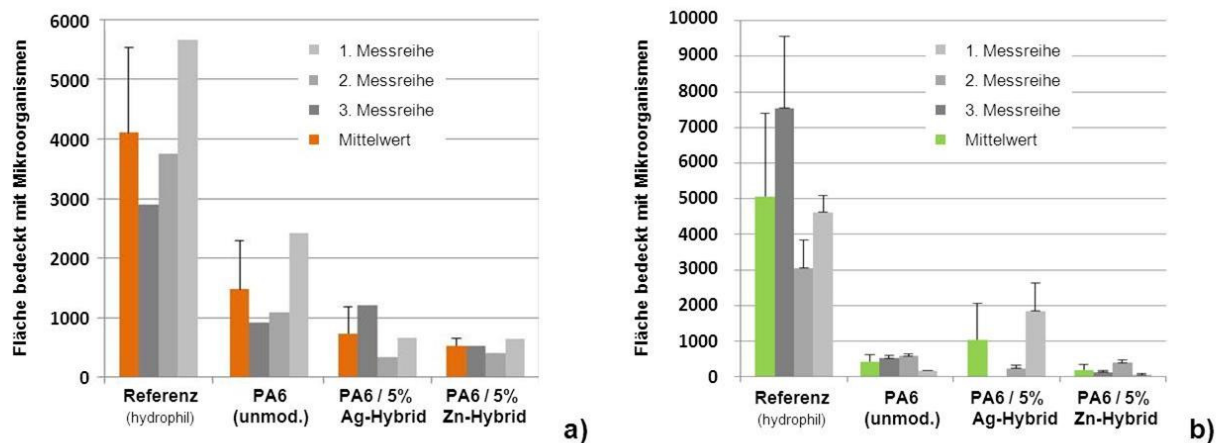 Fläche bedeckt mit Mikroorganismen
6000
5000
4000
3000
2000
1000
0
1. Messreihe
2. Messreihe
3. Messreihe
Mittelwert
Referenz
(hydrophil)
PA6
(unmod.)
PA6 / 5%
Ag-Hybrid
PA6 / 5%
Zn-Hybrid
a)
Fläche bedeckt mit Mikroorganismen
10000
9000
8000
7000
6000
5000
4000
3000
2000
1000
0
1. Messreihe
2. Messreihe
3. Messreihe
Mittelwert
Referenz
(hydrophil)
PA6
(unmod.)
PA6 / 5%
Ag-Hybrid
PA6 / 5%
Zn-Hybrid
b)